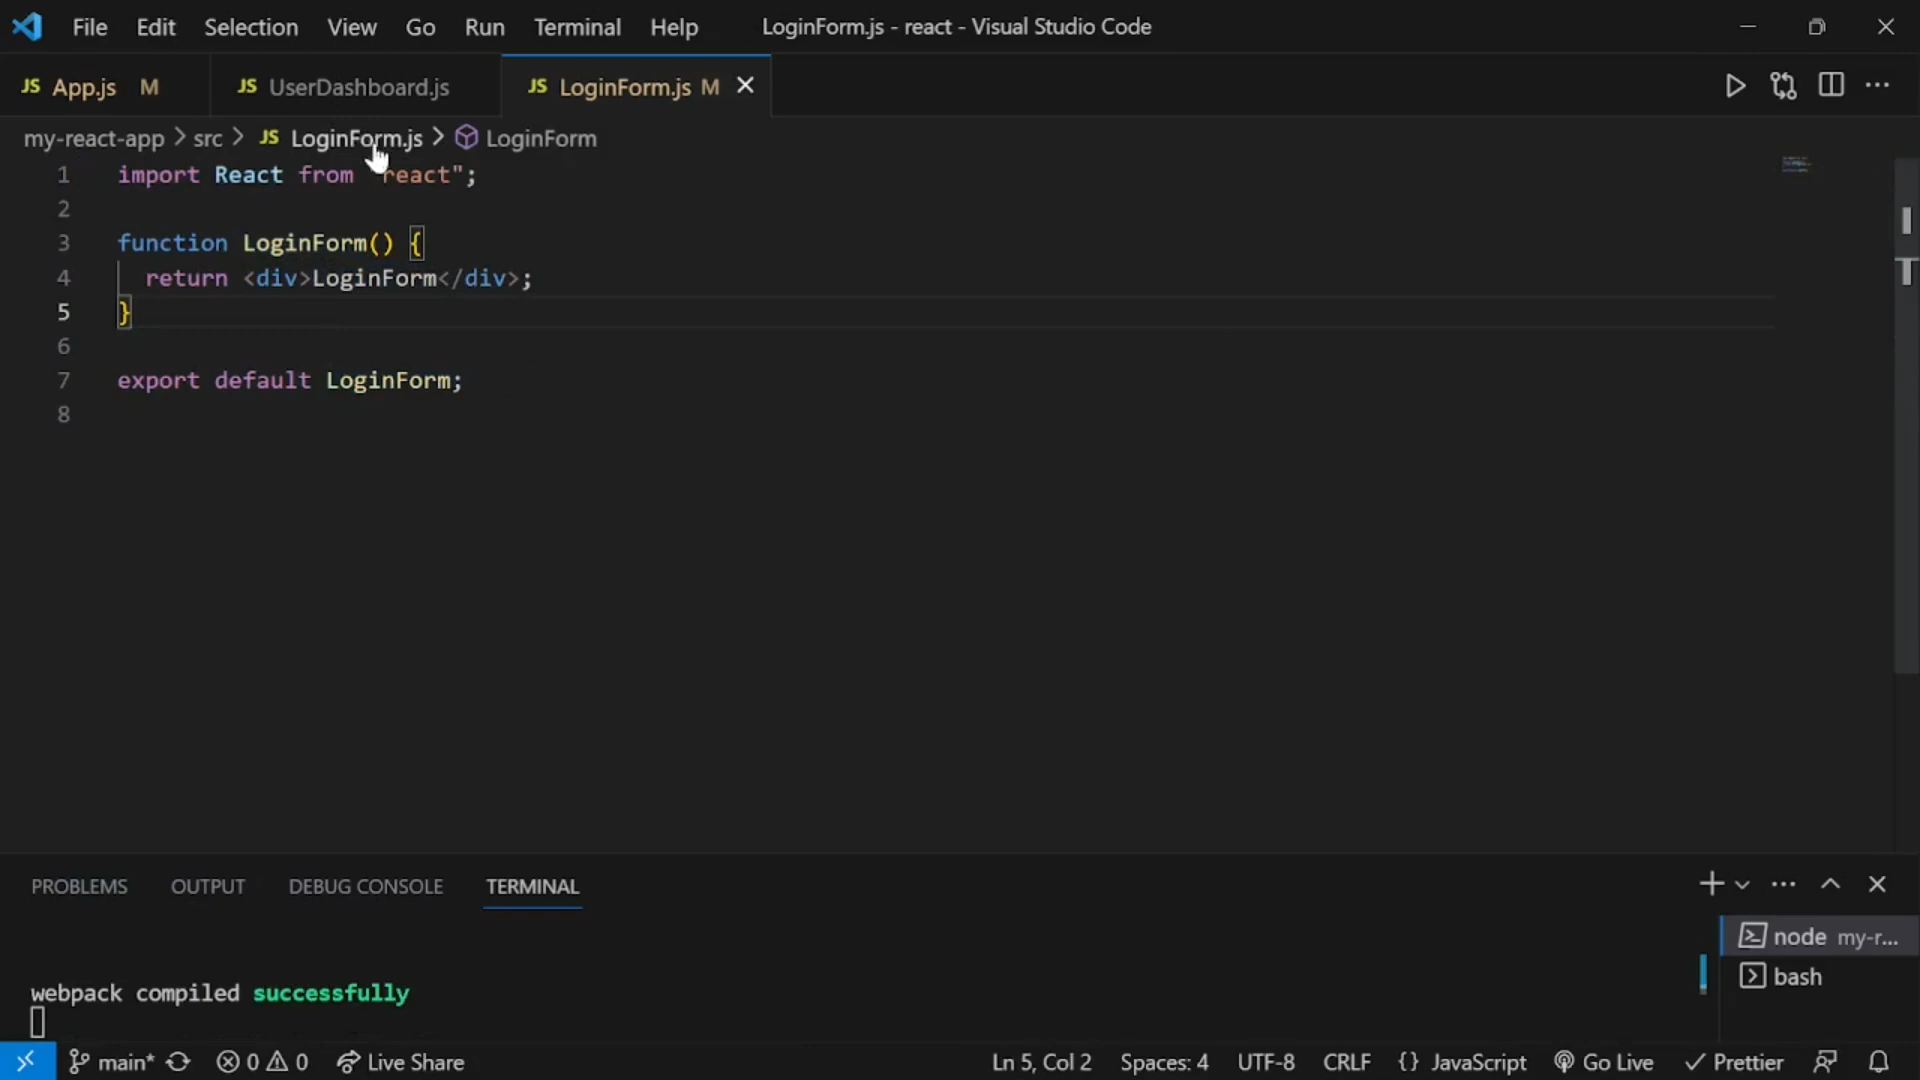 File Edit Selection View Go Run Terminal Help LoginForm.js - react - Visual Studio Code
JS App.js M JS UserDashboard.js JS LoginForm.js M
my-react-app > src > JS LoginForm.js > LoginForm
1 import React from "react";
2
3 function LoginForm() {
4 return <div>LoginForm</div>;
5 }
6
7 export default LoginForm;
8
PROBLEMS OUTPUT DEBUG CONSOLE TERMINAL
node my-r...
bash
webpack compiled successfully
main* 0 0 Live Share Ln 5, Col 2 Spaces: 4 UTF-8 CRLF {} JavaScript Go Live Prettier